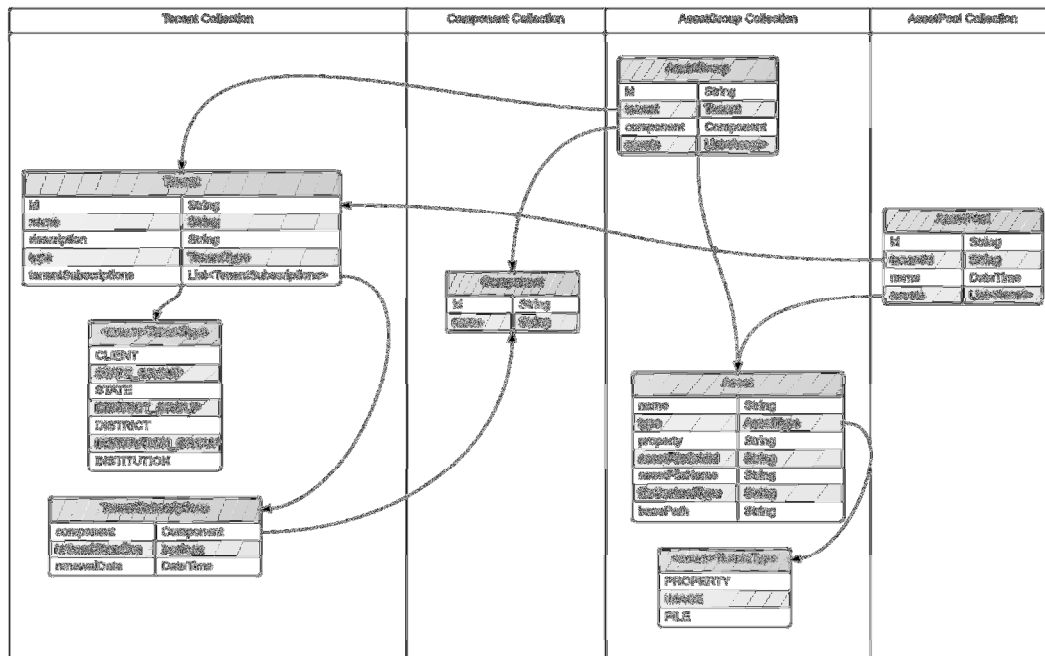 Tenant Collection
Component Collection
AssetGroup Collection
AssetPool Collection
AssetGroup
id String
tenant Tenant
component Component
assets List<Asset>
Tenant
id String
name String
description String
type TenantType
tenantSubscriptions List<TenantSubscriptions>
AssetPool
id String
tenantId String
name DateTime
assets List<Asset>
Component
id String
name String
CLIENT
STATE
DISTRICT
INSTITUTION
Asset
name String
type AssetType
property String
String
String
String
basePath String
TenantSubscriptions
component Component
renewalDate DateTime
PROPERTY
IMAGE
FILE